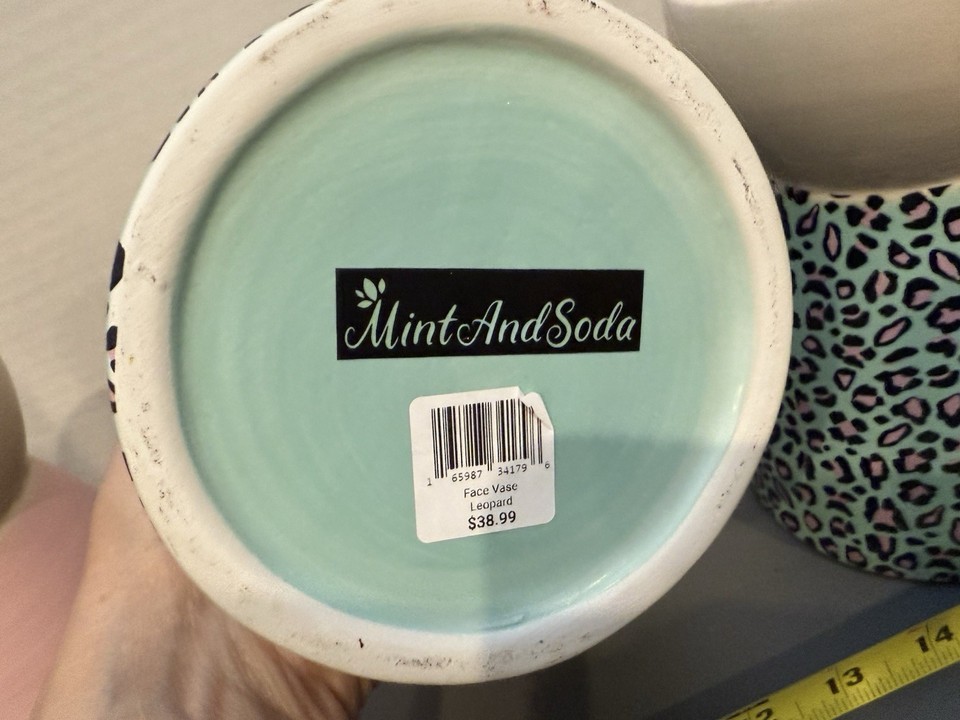 MintAndSoda
1 65987 34179 6
Face Vase
Leopard
$38.99
14
13